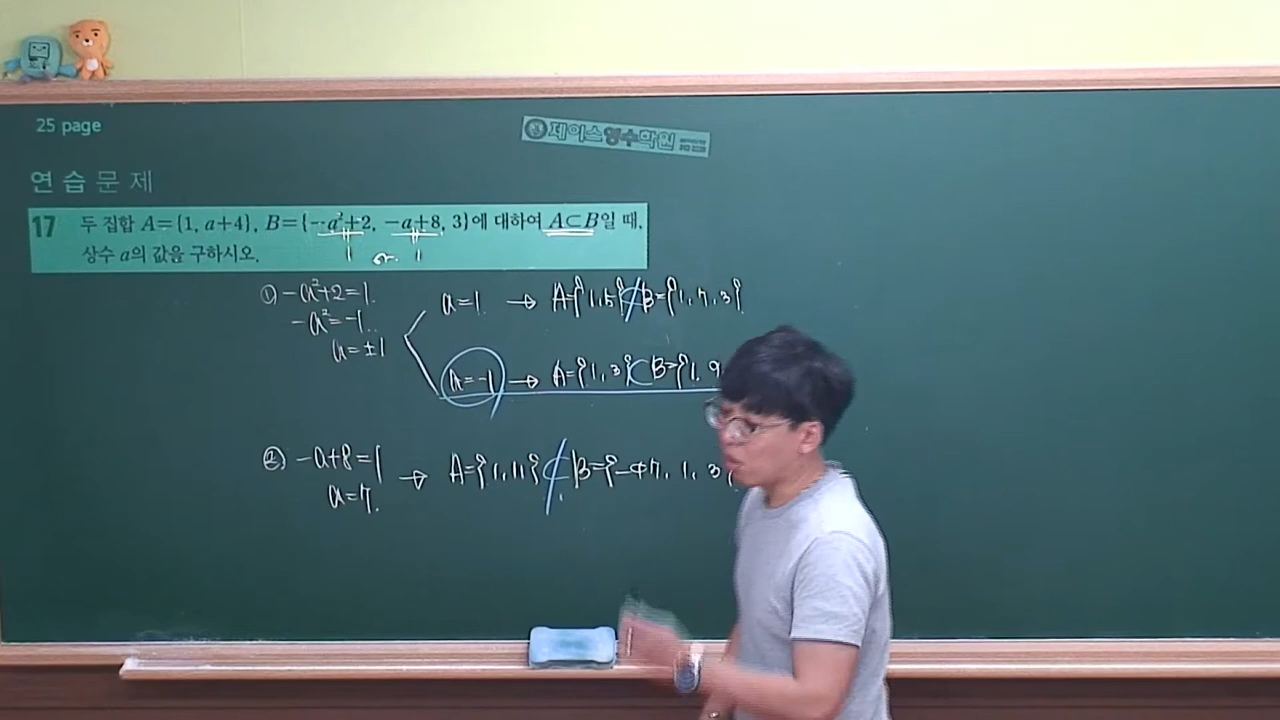 25 page
제이스영수학원
연습문제
17 두 집합 A={1, a+4}, B={-a²+2, -a+8, 3}에 대하여 A⊂B일 때,
상수 a의 값을 구하시오.
1 or 1
① -a²+2=1.
-a²=-1.
a=±1
a=1. → A={1,5}⊄B={1, 7, 3}.
a=-1 → A={1,3}⊂B={1, 9
② -a+8=1
a=7.
→ A={1,11}⊄B={-47, 1, 3}.